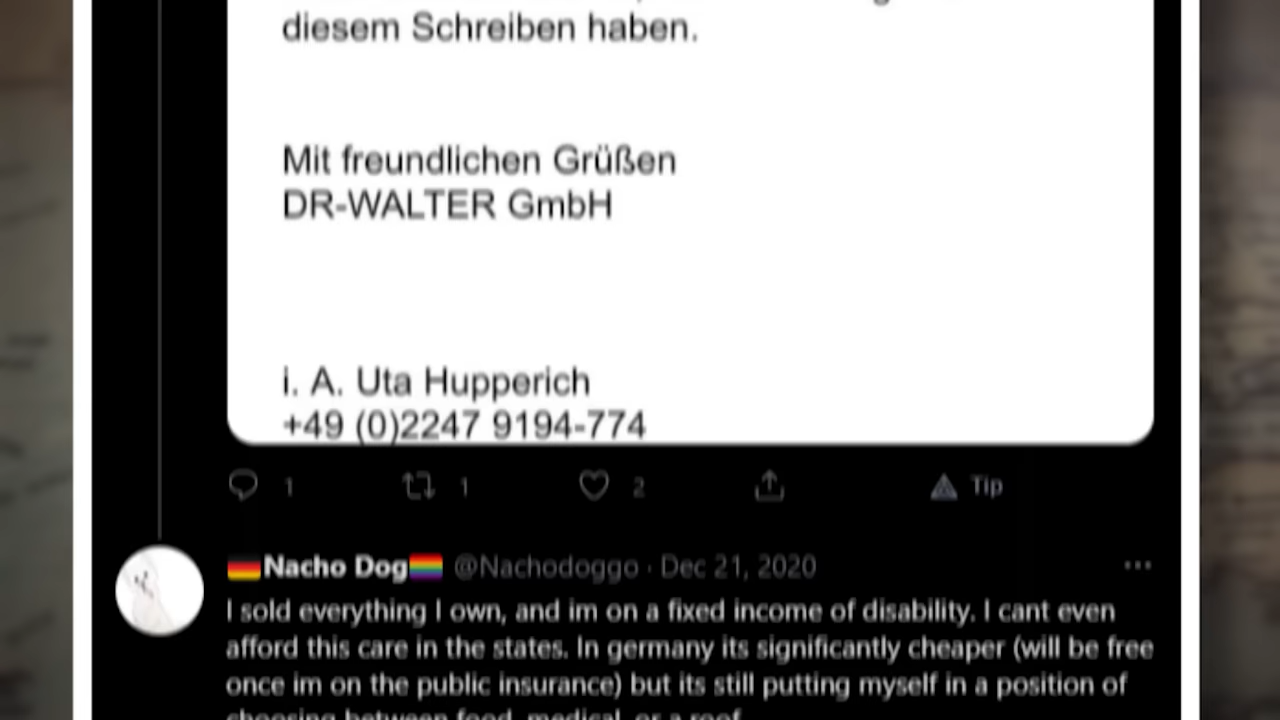 diesem Schreiben haben.
Mit freundlichen Grüßen
DR-WALTER GmbH
i. A. Uta Hupperich
+49 (0)2247 9194-774
1 1 2 Tip
Nacho Dog @Nachodoggo · Dec 21, 2020 ...
I sold everything I own, and im on a fixed income of disability. I cant even
afford this care in the states. In germany its significantly cheaper (will be free
once im on the public insurance) but its still putting myself in a position of
choosing between food, medical, or a roof